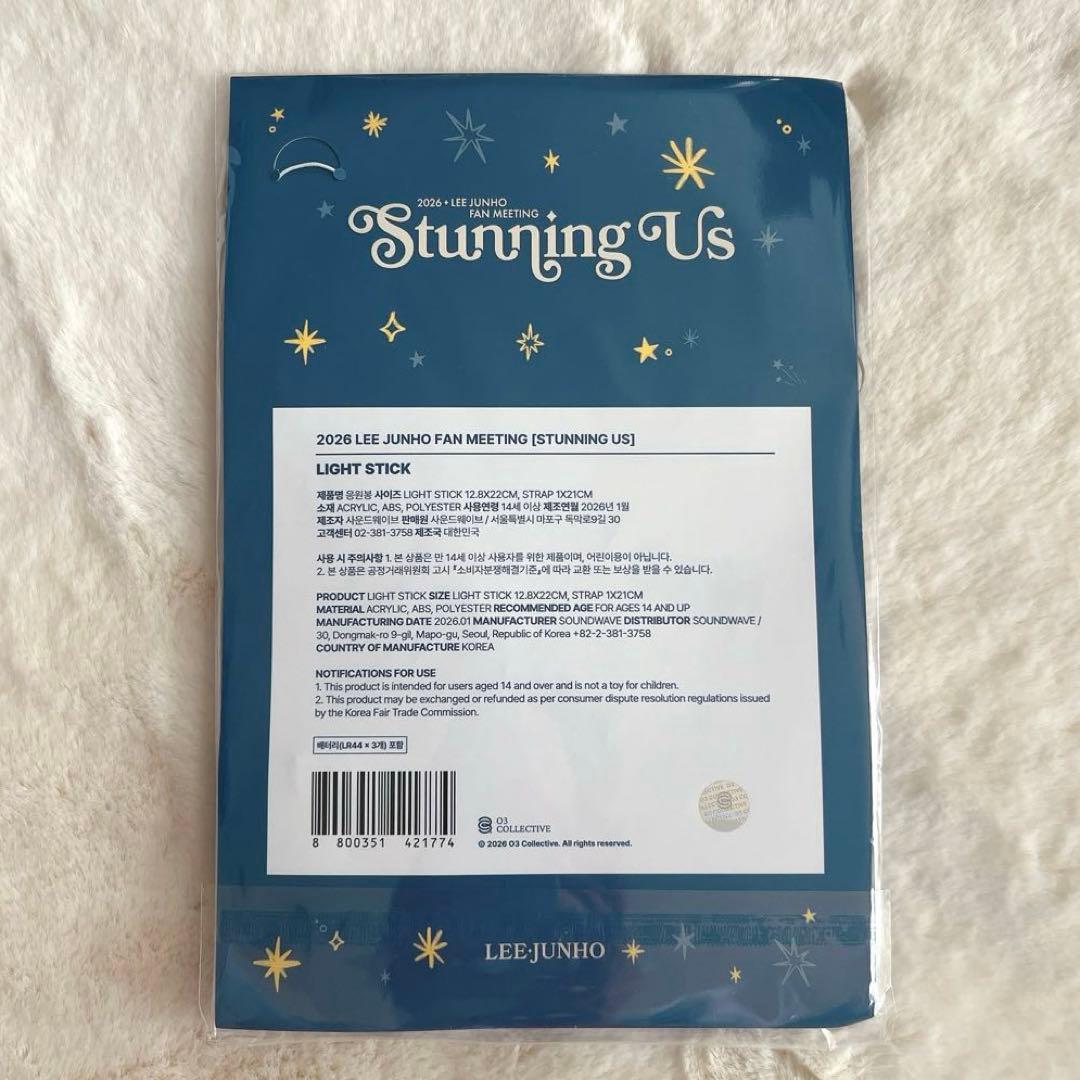 2026 • LEE JUNHO
FAN MEETING
Stunning Us
2026 LEE JUNHO FAN MEETING [STUNNING US]
LIGHT STICK
제품명 응원봉 사이즈 LIGHT STICK 12.8X22CM, STRAP 1X21CM
소재 ACRYLIC, ABS, POLYESTER 사용연령 14세 이상 제조연월 2026년 1월
제조자 사운드웨이브 판매원 사운드웨이브 / 서울특별시 마포구 독막로9길 30
고객센터 02-381-3758 제조국 대한민국
사용 시 주의사항 1. 본 상품은 만 14세 이상 사용자를 위한 제품이며, 어린이용이 아닙니다.
2. 본 상품은 공정거래위원회 고시 『소비자분쟁해결기준』에 따라 교환 또는 보상을 받을 수 있습니다.
PRODUCT LIGHT STICK SIZE LIGHT STICK 12.8X22CM, STRAP 1X21CM
MATERIAL ACRYLIC, ABS, POLYESTER RECOMMENDED AGE FOR AGES 14 AND UP
MANUFACTURING DATE 2026.01 MANUFACTURER SOUNDWAVE DISTRIBUTOR SOUNDWAVE /
30, Dongmak-ro 9-gil, Mapo-gu, Seoul, Republic of Korea +82-2-381-3758
COUNTRY OF MANUFACTURE KOREA
NOTIFICATIONS FOR USE
1. This product is intended for users aged 14 and over and is not a toy for children.
2. This product may be exchanged or refunded as per consumer dispute resolution regulations issued
by the Korea Fair Trade Commission.
배터리(LR44 × 3개) 포함
8 800351 421774
O3
COLLECTIVE
© 2026 O3 Collective. All rights reserved.
LEE•JUNHO